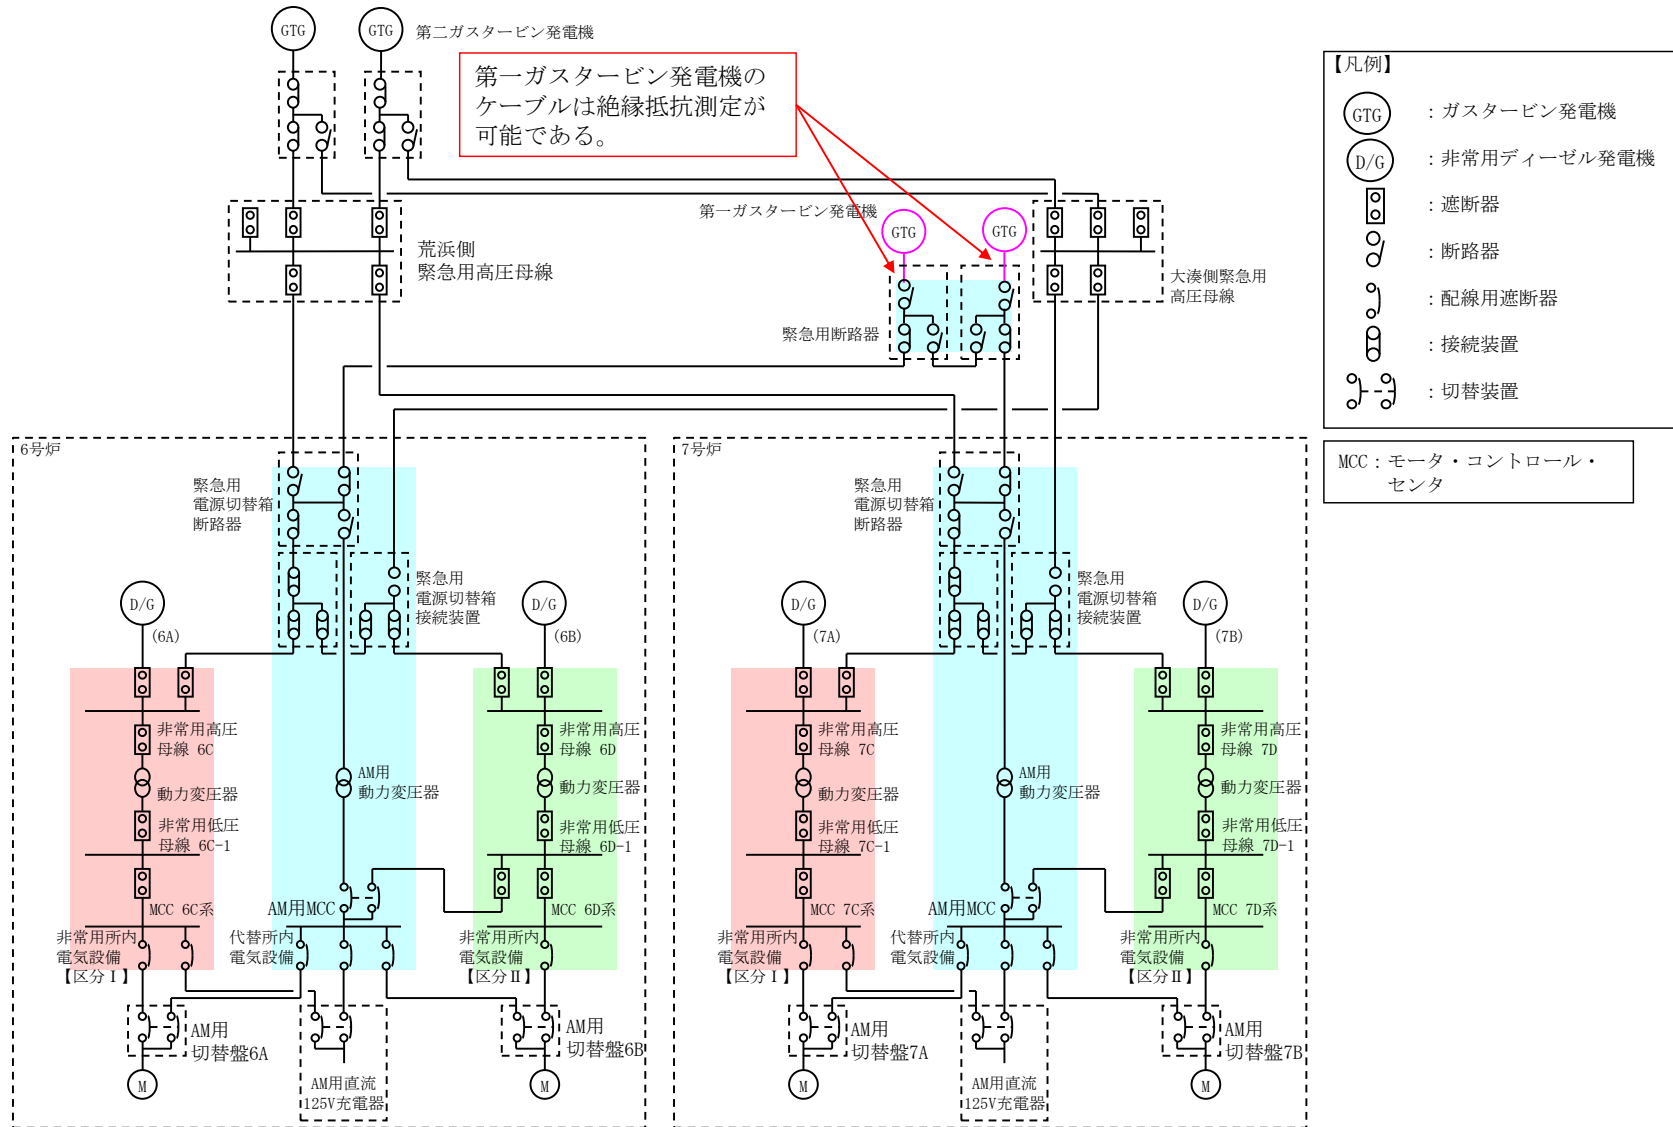 GTG
GTG
第二ガスタービン発電機
第一ガスタービン発電機の
ケーブルは絶縁抵抗測定が
可能である。
【凡例】
GTG
：ガスタービン発電機
D/G
：非常用ディーゼル発電機
：遮断器
：断路器
：配線用遮断器
：接続装置
：切替装置
MCC：モータ・コントロール・
センタ
第一ガスタービン発電機
GTG
GTG
荒浜側
緊急用高圧母線
大湊側緊急用
高圧母線
緊急用断路器
6号炉
緊急用
電源切替箱
断路器
緊急用
電源切替箱
接続装置
D/G
(6A)
D/G
(6B)
非常用高圧
母線 6C
動力変圧器
非常用低圧
母線 6C-1
MCC 6C系
非常用所内
電気設備
【区分Ⅰ】
AM用
動力変圧器
AM用MCC
代替所内
電気設備
非常用高圧
母線 6D
動力変圧器
非常用低圧
母線 6D-1
MCC 6D系
非常用所内
電気設備
【区分Ⅱ】
AM用
切替盤6A
M
AM用直流
125V充電器
AM用
切替盤6B
M
7号炉
緊急用
電源切替箱
断路器
緊急用
電源切替箱
接続装置
D/G
(7A)
D/G
(7B)
非常用高圧
母線 7C
動力変圧器
非常用低圧
母線 7C-1
MCC 7C系
非常用所内
電気設備
【区分Ⅰ】
AM用
動力変圧器
AM用MCC
代替所内
電気設備
非常用高圧
母線 7D
動力変圧器
非常用低圧
母線 7D-1
MCC 7D系
非常用所内
電気設備
【区分Ⅱ】
AM用
切替盤7A
M
AM用直流
125V充電器
AM用
切替盤7B
M